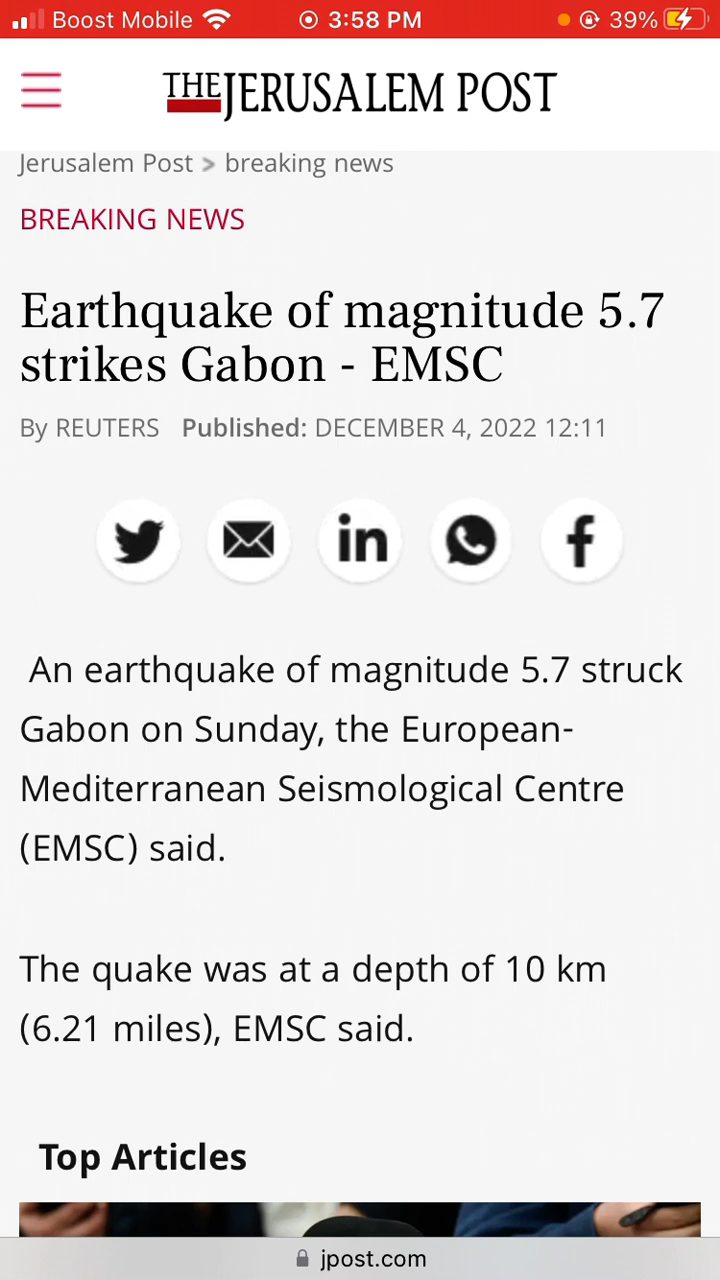 Boost Mobile 3:58 PM 39%
THE JERUSALEM POST
Jerusalem Post > breaking news
BREAKING NEWS
Earthquake of magnitude 5.7
strikes Gabon - EMSC
By REUTERS Published: DECEMBER 4, 2022 12:11
An earthquake of magnitude 5.7 struck
Gabon on Sunday, the European-
Mediterranean Seismological Centre
(EMSC) said.
The quake was at a depth of 10 km
(6.21 miles), EMSC said.
Top Articles
jpost.com